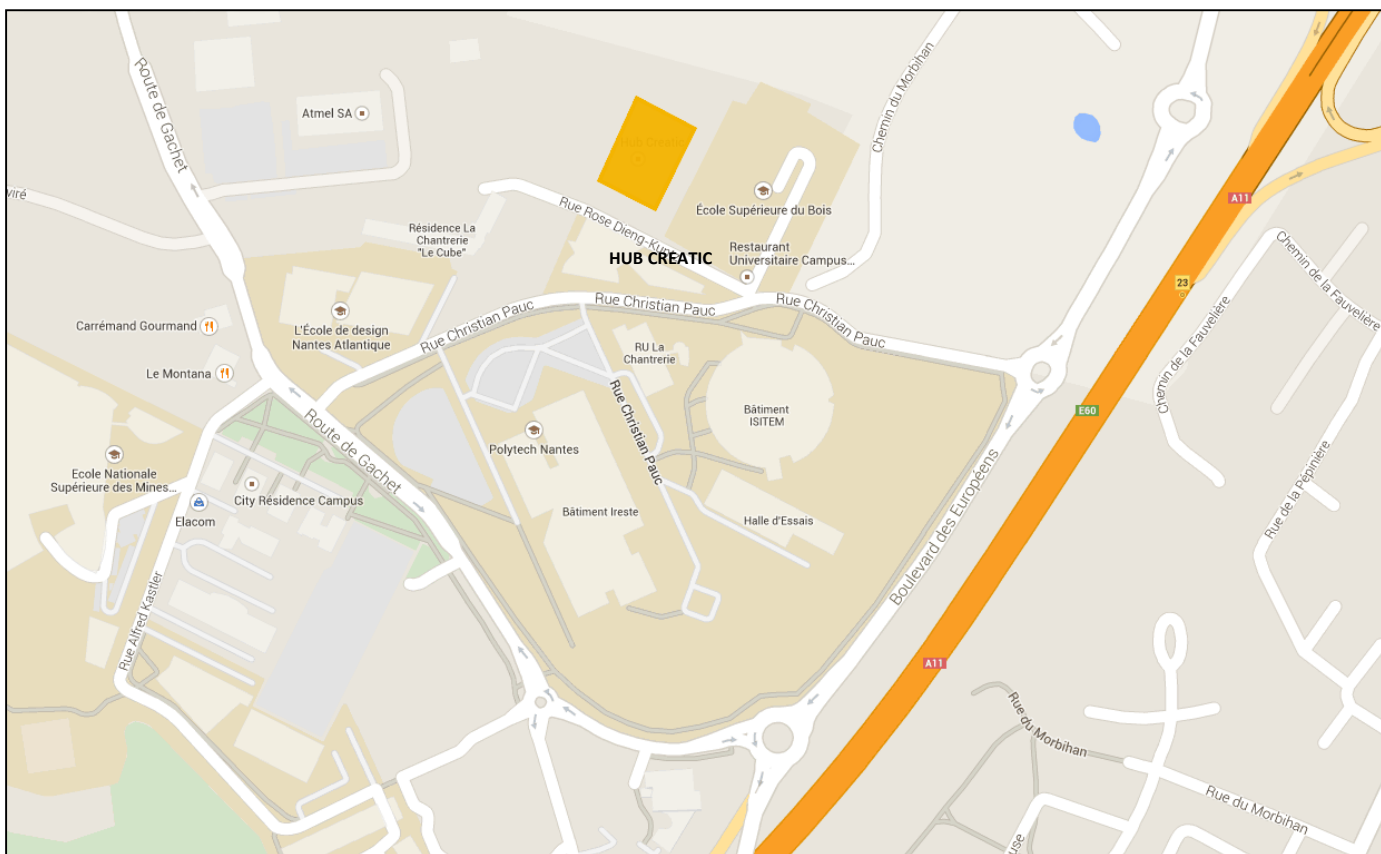 Route de Gachet
Atmel SA
Hub Creatic
Chemin du Morbihan
A11
viré
École Supérieure du Bois
Rue Rose Dieng-Kun
Résidence La
Chantrerie
"Le Cube"
HUB CREATIC
Restaurant
Universitaire Campus...
Chemin de la Fauvelière
23
Chemin de la Fauvelière
Rue Christian Pauc
Rue Christian Pauc
Rue Christian Pauc
Carrémand Gourmand
L'École de design
Nantes Atlantique
RU La
Chantrerie
Le Montana
Rue Christian Pauc
Bâtiment
ISITEM
E60
Route de Gachet
Polytech Nantes
Ecole Nationale
Supérieure des Mines...
City Résidence Campus
Elacom
Bâtiment Ireste
Halle d'Essais
Rue de la Pépinière
Boulevard des Européens
Rue Alfred Kastler
A11
Rue du Morbihan
Rue du Morbihan
use